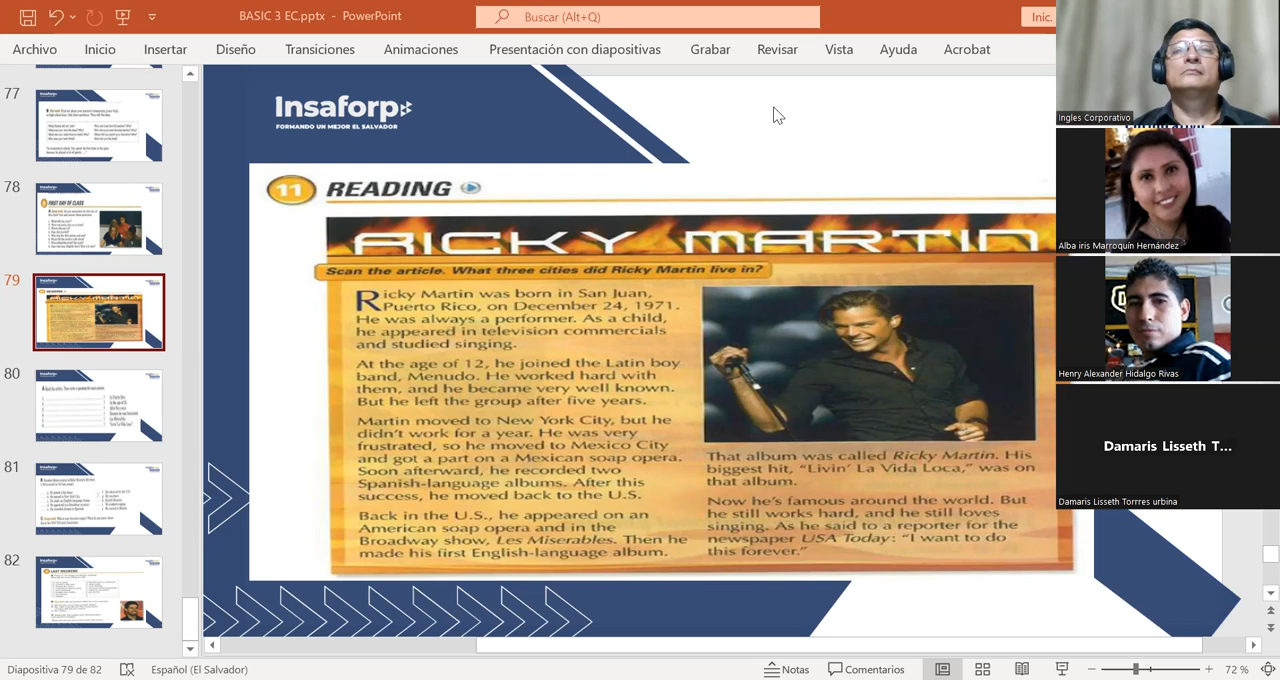 BASIC 3 EC.pptx - PowerPoint
Buscar (Alt+Q)
Inic.
Archivo Inicio Insertar Diseño Transiciones Animaciones Presentación con diapositivas Grabar Revisar Vista Ayuda Acrobat
77
78
FIRST DAY OF CLASS
79
80
81
82
Insaforp
FORMANDO UN MEJOR EL SALVADOR
11 READING
RICKY MARTIN
Scan the article. What three cities did Ricky Martin live in?
Ricky Martin was born in San Juan,
Puerto Rico, on December 24, 1971.
He was always a performer. As a child,
he appeared in television commercials
and studied singing.
At the age of 12, he joined the Latin boy
band, Menudo. He worked hard with
them, and he became very well known.
But he left the group after five years.
Martin moved to New York City, but he
didn't work for a year. He was very
frustrated, so he moved to Mexico City
and got a part on a Mexican soap opera.
Soon afterward, he recorded two
Spanish-language albums. After this
success, he moved back to the U.S.
Back in the U.S., he appeared on an
American soap opera and in the
Broadway show, Les Miserables. Then he
made his first English-language album.
That album was called Ricky Martin. His
biggest hit, “Livin’ La Vida Loca,” was on
that album.
Now he’s famous around the world. But
he still works hard, and he still loves
singing. As he said to a reporter for the
newspaper USA Today: “I want to do
this forever.”
Ingles Corporativo
Alba iris Marroquín Hernández
Henry Alexander Hidalgo Rivas
Damaris Lisseth T...
Damaris Lisseth Torrres urbina
Diapositiva 79 de 82 Español (El Salvador) Notas Comentarios 72 %